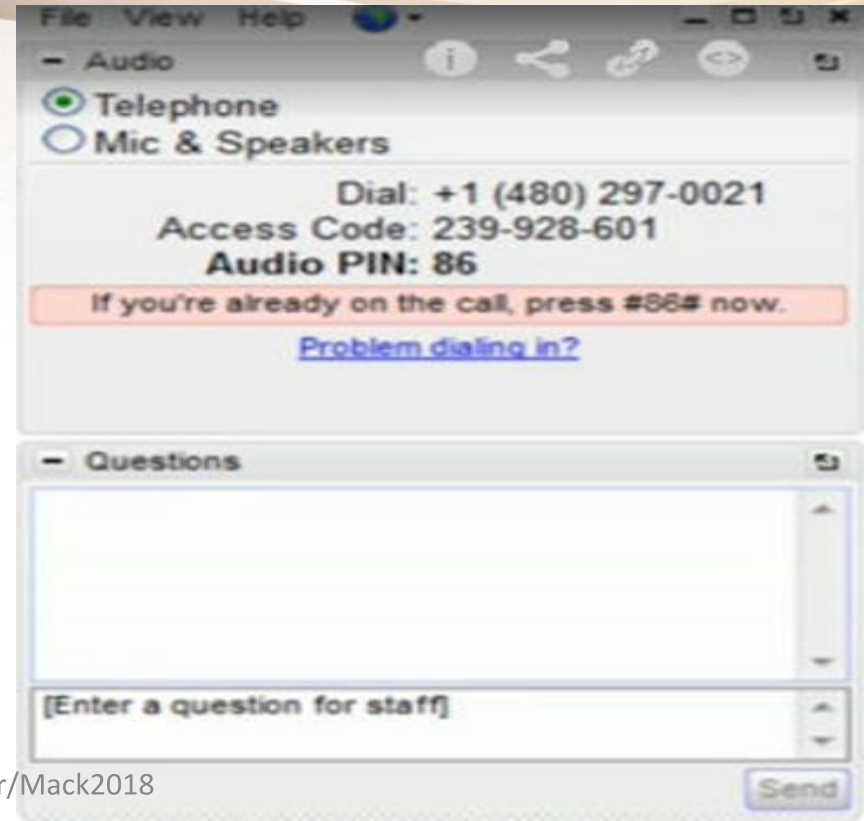 File View Help
− Audio
Telephone
Mic & Speakers
Dial: +1 (480) 297-0021
Access Code: 239-928-601
Audio PIN: 86
If you're already on the call, press #86# now.
Problem dialing in?
− Questions
[Enter a question for staff]
r/Mack2018
Send